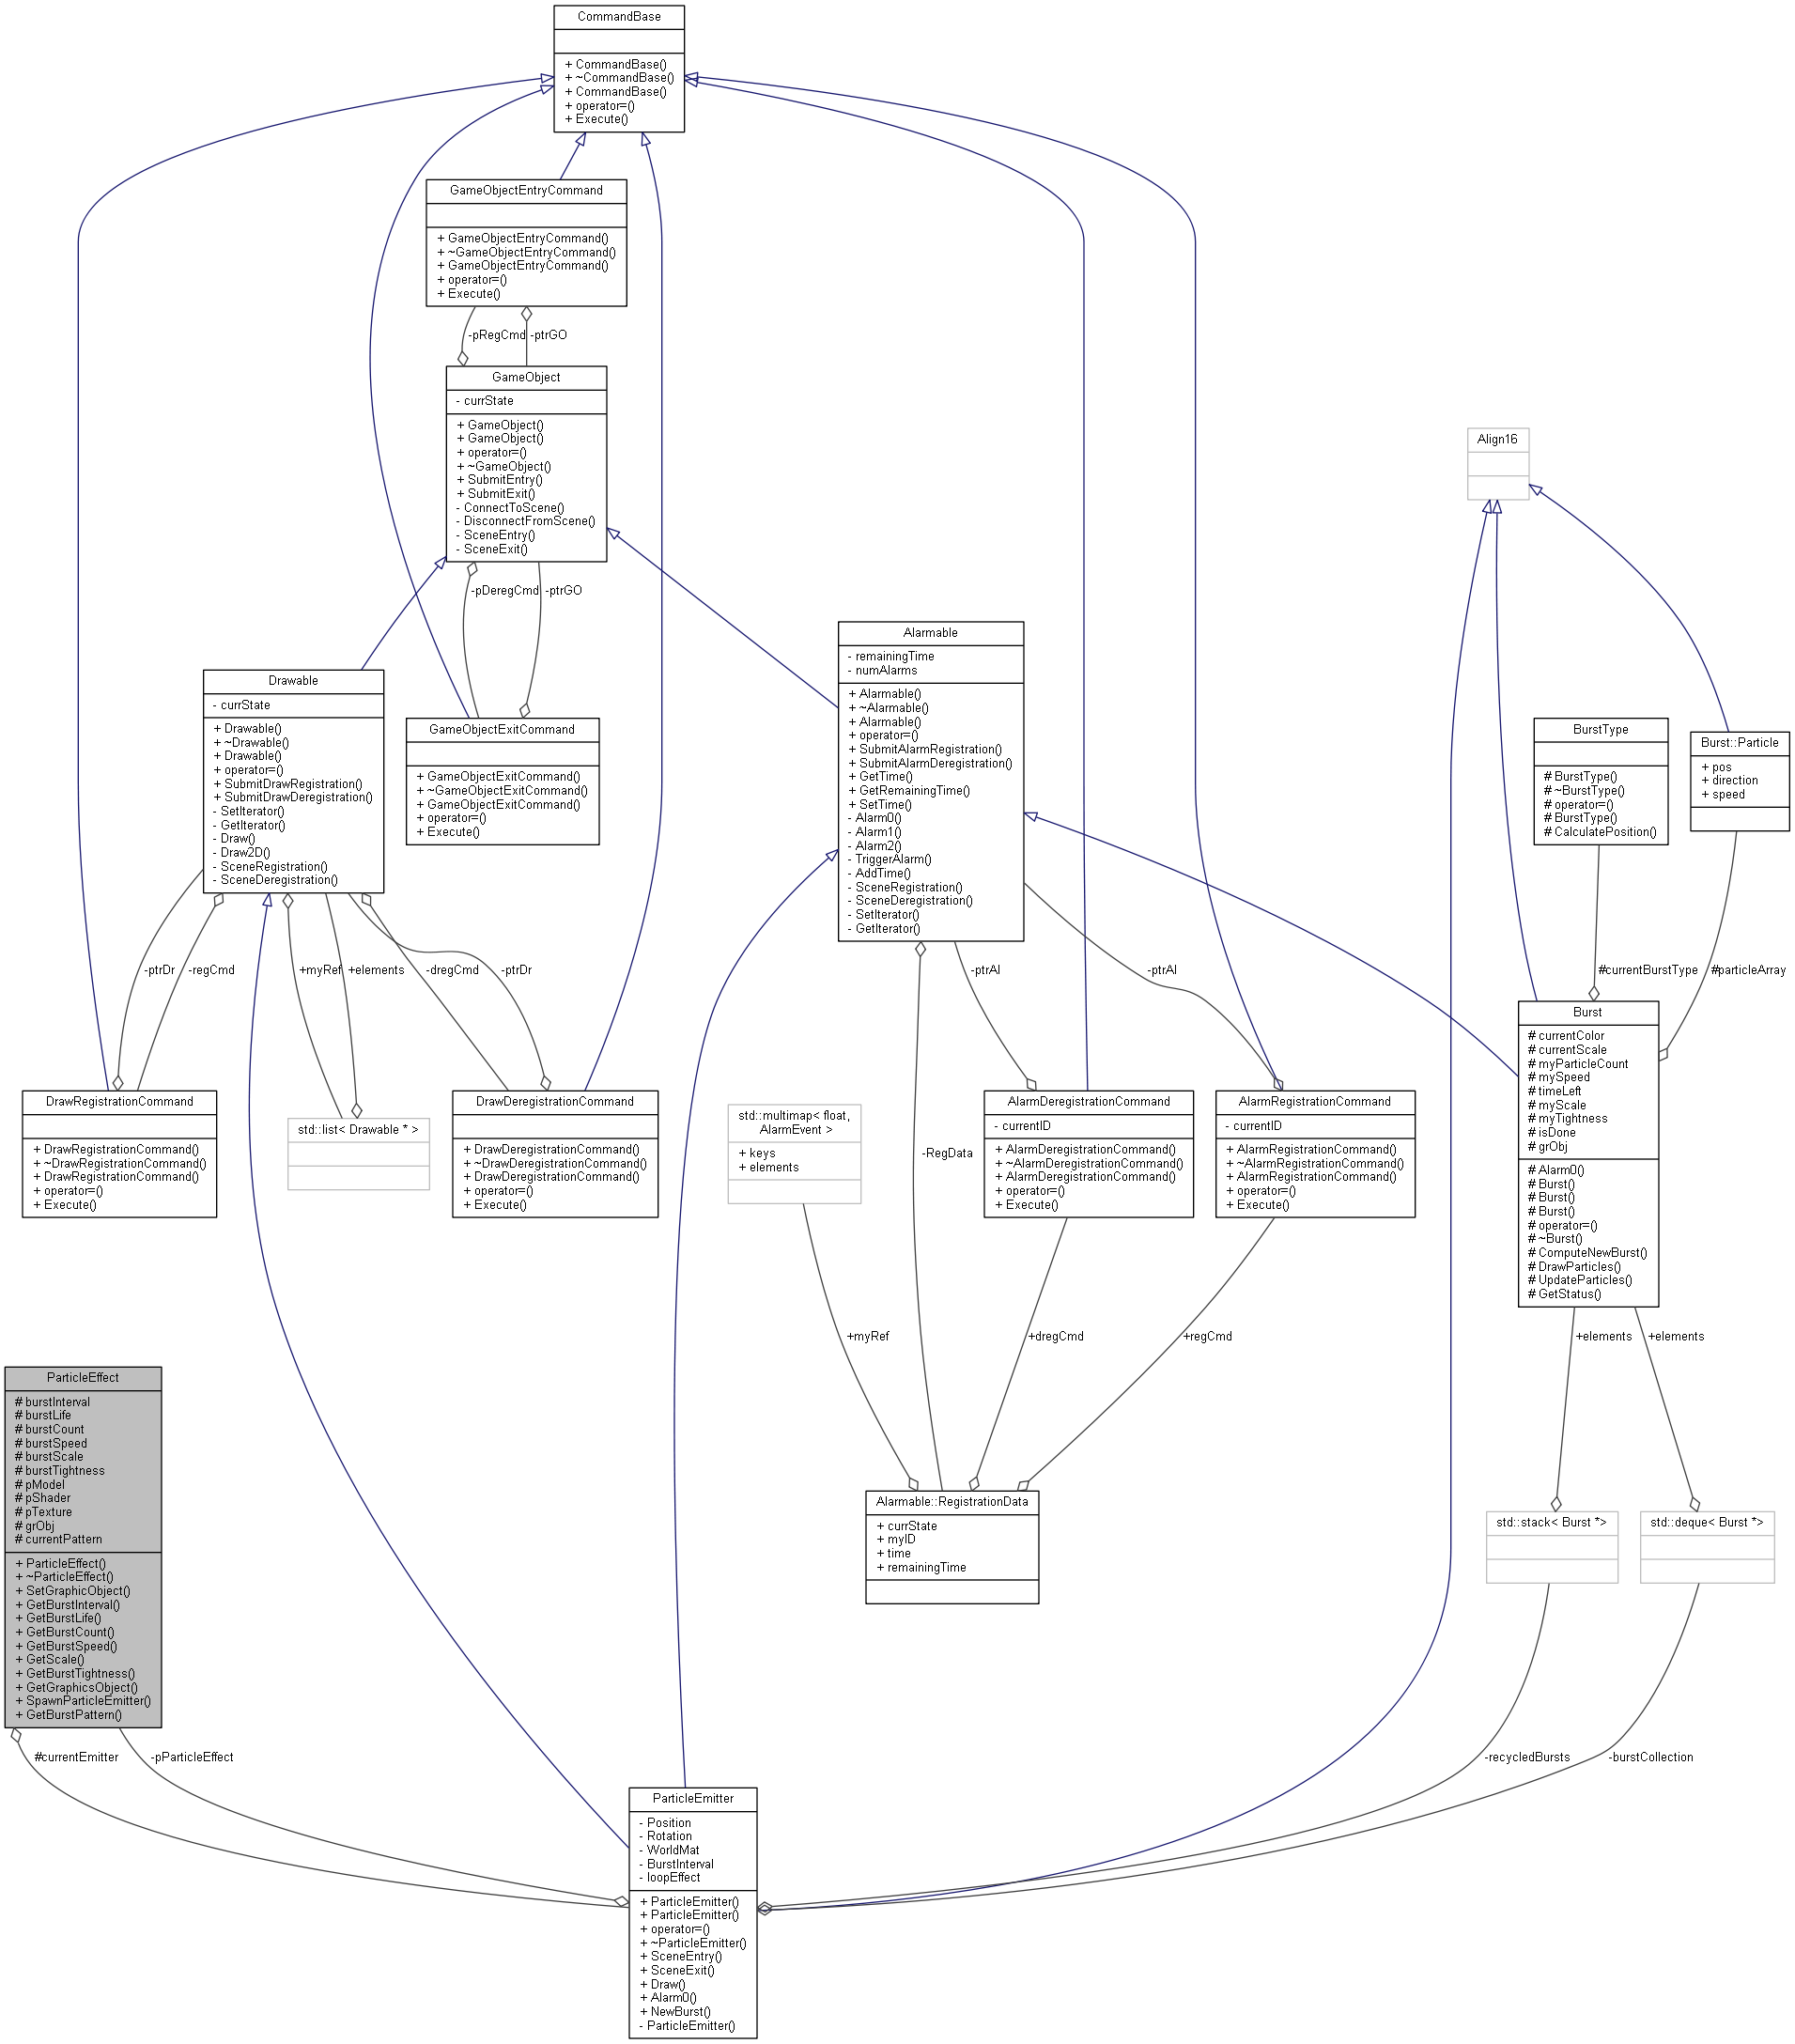 CommandBase
+ CommandBase()
+ ~CommandBase()
+ CommandBase()
+ operator=()
+ Execute()
GameObjectEntryCommand
+ GameObjectEntryCommand()
+ ~GameObjectEntryCommand()
+ GameObjectEntryCommand()
+ operator=()
+ Execute()
-pRegCmd
-ptrGO
GameObject
- currState
+ GameObject()
+ GameObject()
+ operator=()
+ ~GameObject()
+ SubmitEntry()
+ SubmitExit()
- ConnectToScene()
- DisconnectFromScene()
- SceneEntry()
- SceneExit()
Align16
-pDeregCmd
-ptrGO
Alarmable
- remainingTime
- numAlarms
+ Alarmable()
+ ~Alarmable()
+ Alarmable()
+ operator=()
+ SubmitAlarmRegistration()
+ SubmitAlarmDeregistration()
+ GetTime()
+ GetRemainingTime()
+ SetTime()
- Alarm0()
- Alarm1()
- Alarm2()
- TriggerAlarm()
- AddTime()
- SceneRegistration()
- SceneDeregistration()
- SetIterator()
- GetIterator()
Drawable
- currState
+ Drawable()
+ ~Drawable()
+ Drawable()
+ operator=()
+ SubmitDrawRegistration()
+ SubmitDrawDeregistration()
- SetIterator()
- GetIterator()
- Draw()
- Draw2D()
- SceneRegistration()
- SceneDeregistration()
GameObjectExitCommand
+ GameObjectExitCommand()
+ ~GameObjectExitCommand()
+ GameObjectExitCommand()
+ operator=()
+ Execute()
BurstType
# BurstType()
# ~BurstType()
# operator=()
# BurstType()
# CalculatePosition()
Burst::Particle
+ pos
+ direction
+ speed
-ptrDr
-regCmd
+myRef
+elements
-dregCmd
-ptrDr
-ptrAl
-ptrAl
#currentBurstType
#particleArray
Burst
# currentColor
# currentScale
# myParticleCount
# mySpeed
# timeLeft
# myScale
# myTightness
# isDone
# grObj
# Alarm0()
# Burst()
# Burst()
# Burst()
# operator=()
# ~Burst()
# ComputeNewBurst()
# DrawParticles()
# UpdateParticles()
# GetStatus()
DrawRegistrationCommand
+ DrawRegistrationCommand()
+ ~DrawRegistrationCommand()
+ DrawRegistrationCommand()
+ operator=()
+ Execute()
std::list< Drawable * >
DrawDeregistrationCommand
+ DrawDeregistrationCommand()
+ ~DrawDeregistrationCommand()
+ DrawDeregistrationCommand()
+ operator=()
+ Execute()
std::multimap< float,
AlarmEvent >
+ keys
+ elements
-RegData
AlarmDeregistrationCommand
- currentID
+ AlarmDeregistrationCommand()
+ ~AlarmDeregistrationCommand()
+ AlarmDeregistrationCommand()
+ operator=()
+ Execute()
AlarmRegistrationCommand
- currentID
+ AlarmRegistrationCommand()
+ ~AlarmRegistrationCommand()
+ AlarmRegistrationCommand()
+ operator=()
+ Execute()
+myRef
+dregCmd
+regCmd
+elements
+elements
ParticleEffect
# burstInterval
# burstLife
# burstCount
# burstSpeed
# burstScale
# burstTightness
# pModel
# pShader
# pTexture
# grObj
# currentPattern
+ ParticleEffect()
+ ~ParticleEffect()
+ SetGraphicObject()
+ GetBurstInterval()
+ GetBurstLife()
+ GetBurstCount()
+ GetBurstSpeed()
+ GetScale()
+ GetBurstTightness()
+ GetGraphicsObject()
+ SpawnParticleEmitter()
+ GetBurstPattern()
Alarmable::RegistrationData
+ currState
+ myID
+ time
+ remainingTime
std::stack< Burst *>
std::deque< Burst *>
#currentEmitter
-pParticleEffect
-recycledBursts
-burstCollection
ParticleEmitter
- Position
- Rotation
- WorldMat
- BurstInterval
- loopEffect
+ ParticleEmitter()
+ ParticleEmitter()
+ operator=()
+ ~ParticleEmitter()
+ SceneEntry()
+ SceneExit()
+ Draw()
+ Alarm0()
+ NewBurst()
- ParticleEmitter()